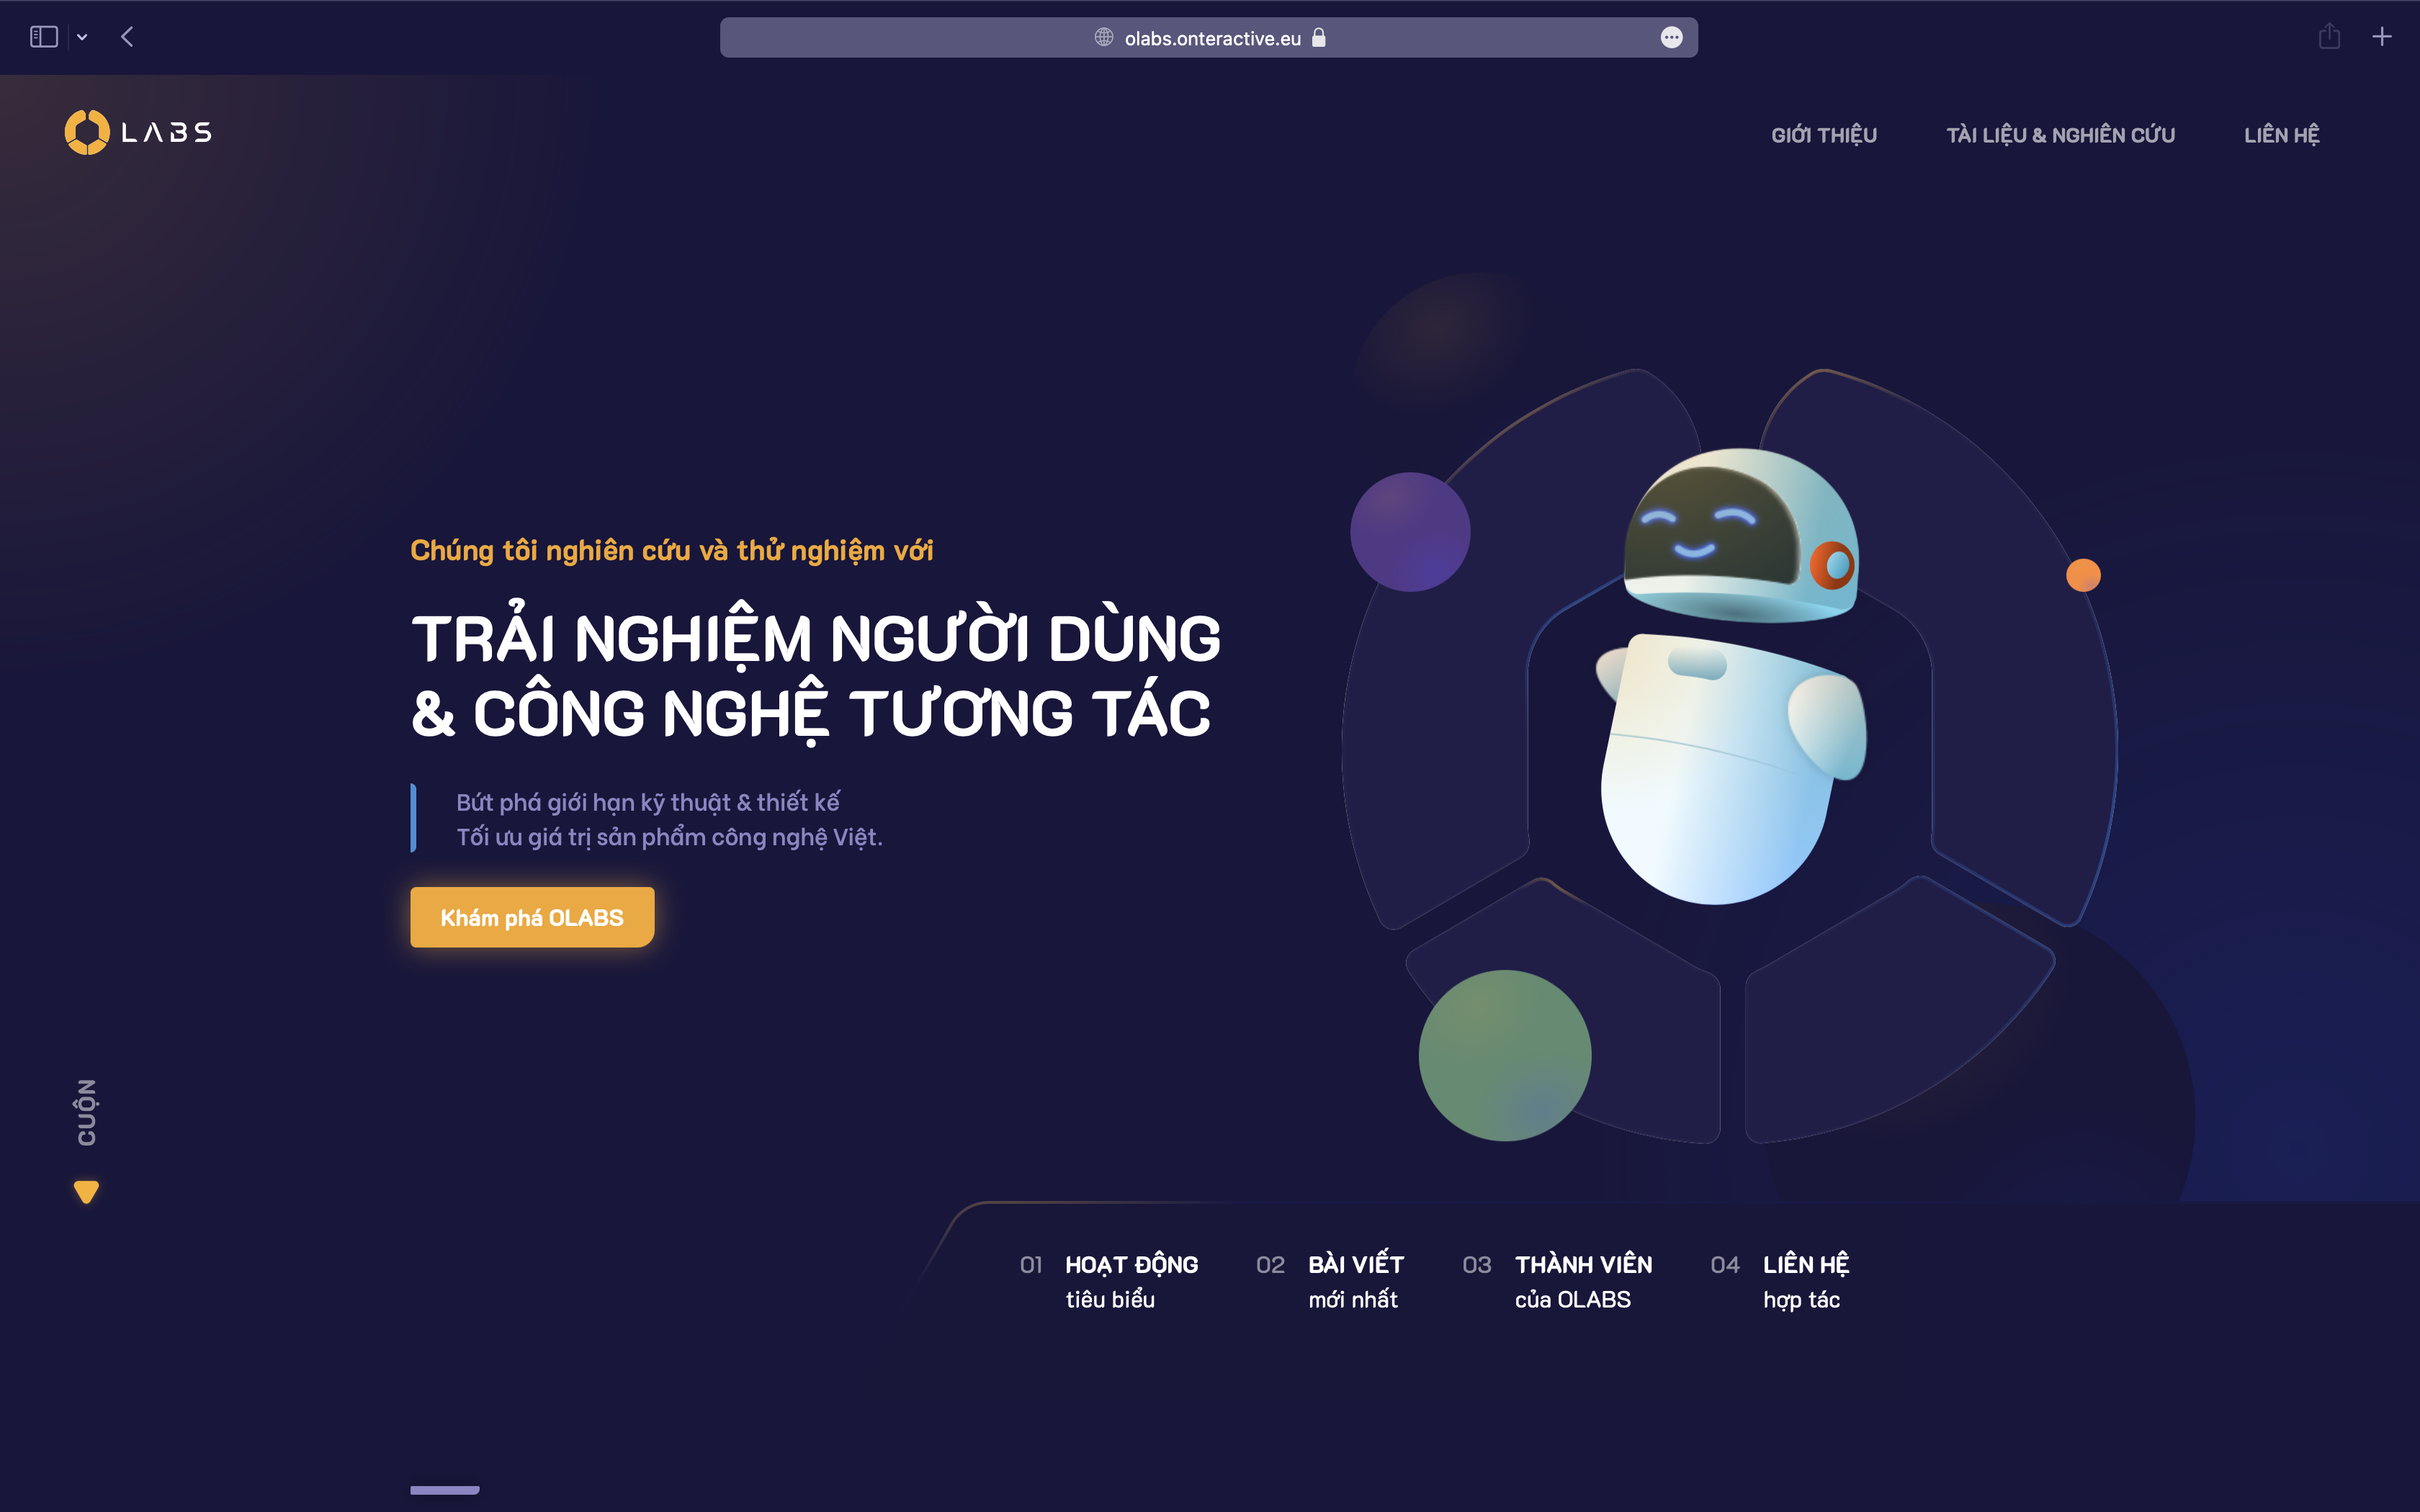 olabs.onteractive.eu
LABS
GIỚI THIỆU
TÀI LIỆU & NGHIÊN CỨU
LIÊN HỆ
Chúng tôi nghiên cứu và thử nghiệm với
TRẢI NGHIỆM NGƯỜI DÙNG
& CÔNG NGHỆ TƯƠNG TÁC
Bứt phá giới hạn kỹ thuật & thiết kế
Tối ưu giá trị sản phẩm công nghệ Việt.
Khám phá OLABS
CUỘN
01 HOẠT ĐỘNG
tiêu biểu
02 BÀI VIẾT
mới nhất
03 THÀNH VIÊN
của OLABS
04 LIÊN HỆ
hợp tác